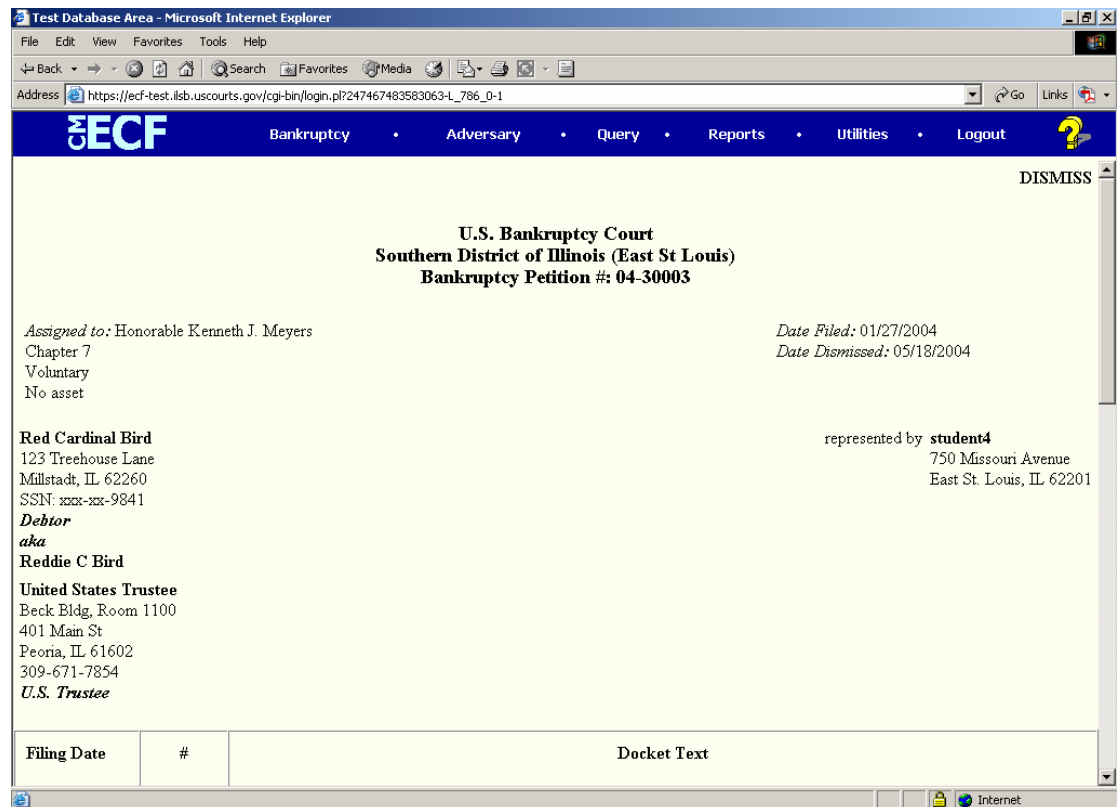 Test Database Area - Microsoft Internet Explorer
File Edit View Favorites Tools Help
Back Search Favorites Media
Address https://ecf-test.ilsb.uscourts.gov/cgi-bin/login.pl?247467483583063-L_786_0-1 Go Links
CM ECF Bankruptcy • Adversary • Query • Reports • Utilities • Logout ?
DISMISS
U.S. Bankruptcy Court
Southern District of Illinois (East St Louis)
Bankruptcy Petition #: 04-30003
Assigned to: Honorable Kenneth J. Meyers Date Filed: 01/27/2004
Chapter 7 Date Dismissed: 05/18/2004
Voluntary
No asset
Red Cardinal Bird represented by student4
123 Treehouse Lane 750 Missouri Avenue
Millstadt, IL 62260 East St. Louis, IL 62201
SSN: xxx-xx-9841
Debtor
aka
Reddie C Bird
United States Trustee
Beck Bldg, Room 1100
401 Main St
Peoria, IL 61602
309-671-7854
U.S. Trustee
Filing Date # Docket Text
Internet